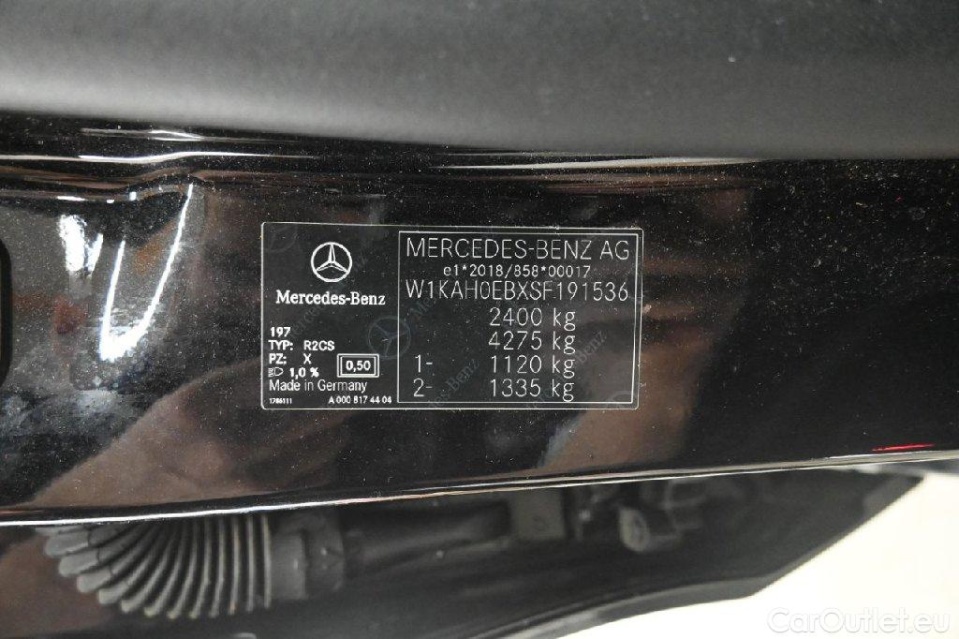 Mercedes-Benz
197
TYP: R2CS
PZ: X
1,0 %
0,50
Made in Germany
1786111
A 000 817 44 04
MERCEDES-BENZ AG
e1*2018/858*00017
W1KAH0EBXSF191536
2400 kg
4275 kg
1- 1120 kg
2- 1335 kg
CarOutlet.eu